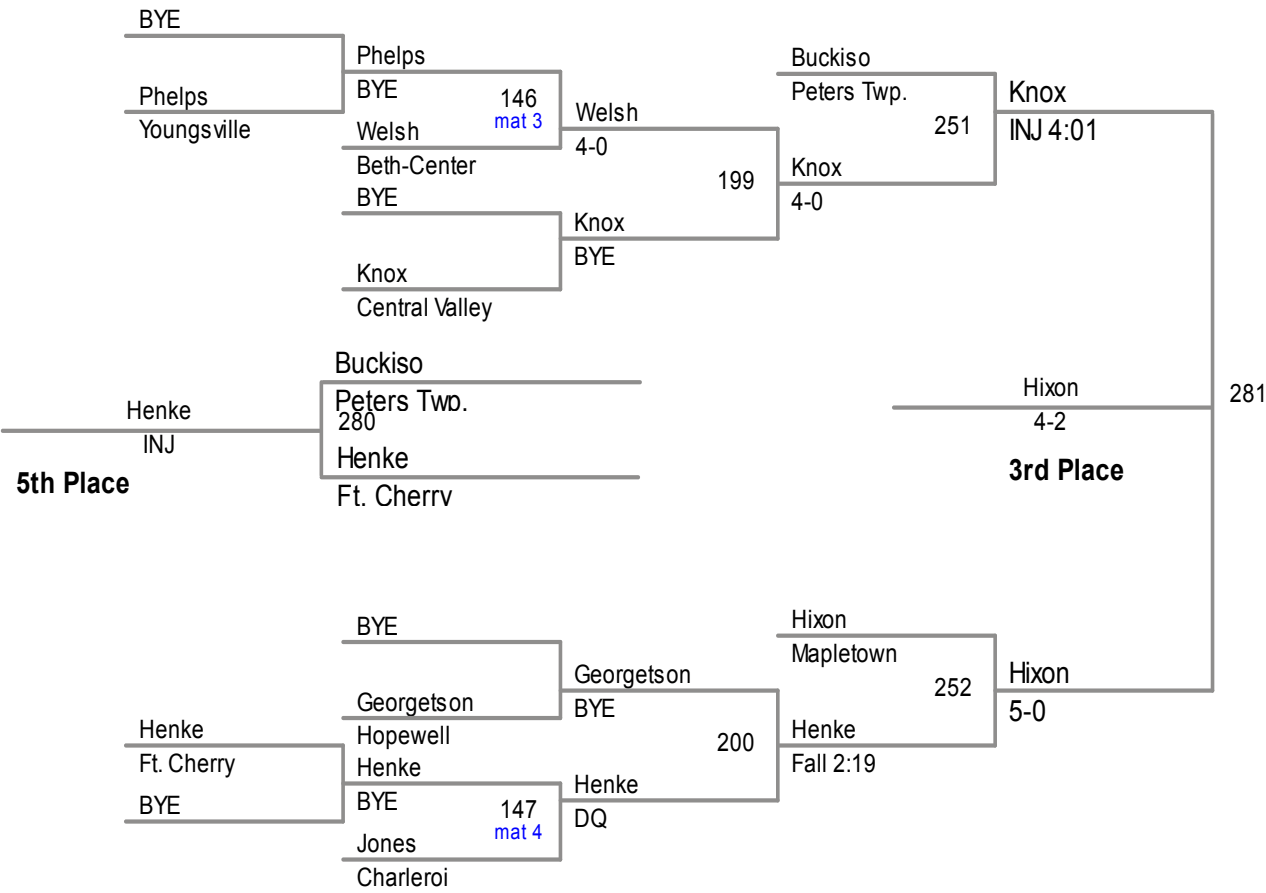 BYE
Phelps
Youngsville
Phelps
BYE
146
mat 3
Welsh
Beth-Center
BYE
Knox
Central Valley
Welsh
4-0
Knox
BYE
199
Buckiso
Peters Twp.
251
Knox
4-0
Knox
INJ 4:01
Buckiso
Peters Twp.
280
Henke
Ft. Cherry
Henke
INJ
5th Place
Hixon
4-2
281
3rd Place
BYE
Georgetson
Hopewell
Henke
Ft. Cherry
BYE
Henke
BYE
147
mat 4
Jones
Charleroi
Georgetson
BYE
200
Henke
DQ
Hixon
Mapletown
252
Henke
Fall 2:19
Hixon
5-0